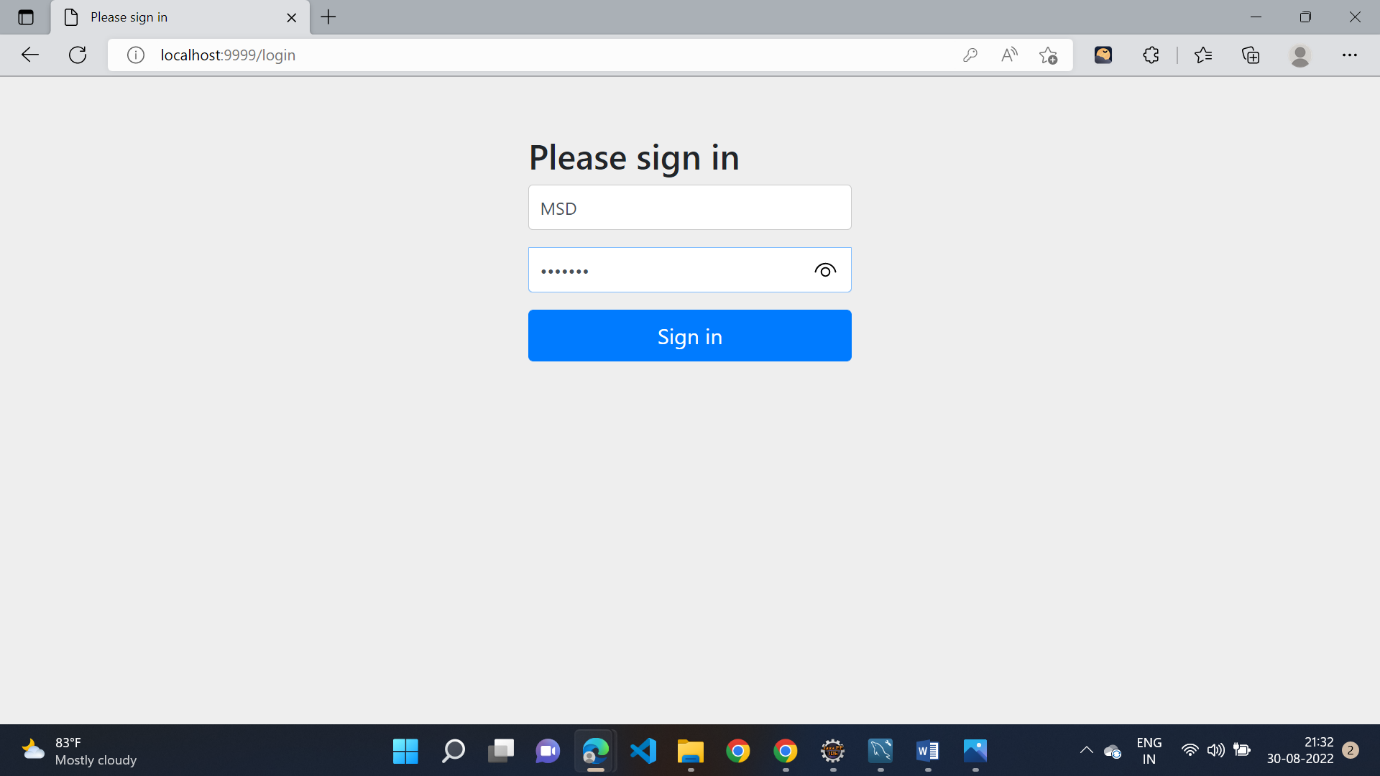 Please sign in
localhost:9999/login
Please sign in
MSD
•••••••
Sign in
83°F
Mostly cloudy
ENG
IN
21:32
30-08-2022
2